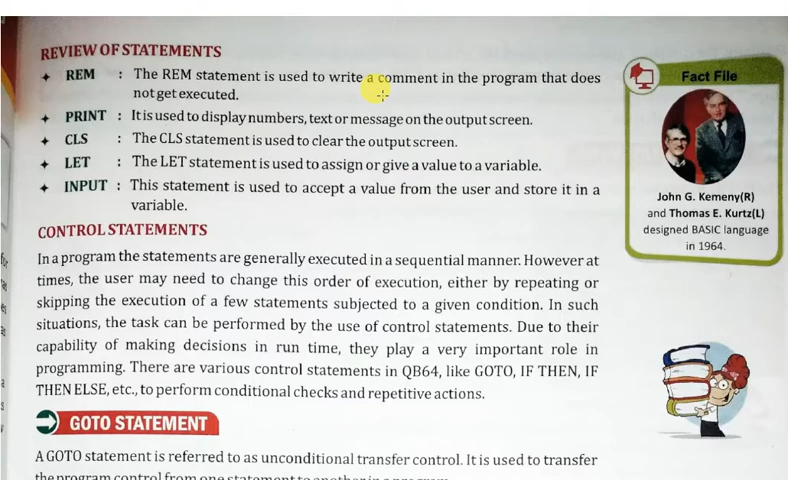 REVIEW OF STATEMENTS
✦ REM : The REM statement is used to write a comment in the program that does
not get executed.
✦ PRINT : It is used to display numbers, text or message on the output screen.
✦ CLS : The CLS statement is used to clear the output screen.
✦ LET : The LET statement is used to assign or give a value to a variable.
✦ INPUT : This statement is used to accept a value from the user and store it in a
variable.
CONTROL STATEMENTS
In a program the statements are generally executed in a sequential manner. However at
times, the user may need to change this order of execution, either by repeating or
skipping the execution of a few statements subjected to a given condition. In such
situations, the task can be performed by the use of control statements. Due to their
capability of making decisions in run time, they play a very important role in
programming. There are various control statements in QB64, like GOTO, IF THEN, IF
THEN ELSE, etc., to perform conditional checks and repetitive actions.
GOTO STATEMENT
A GOTO statement is referred to as unconditional transfer control. It is used to transfer
the program control from one statement to another in a program.
Fact File
John G. Kemeny(R)
and Thomas E. Kurtz(L)
designed BASIC language
in 1964.